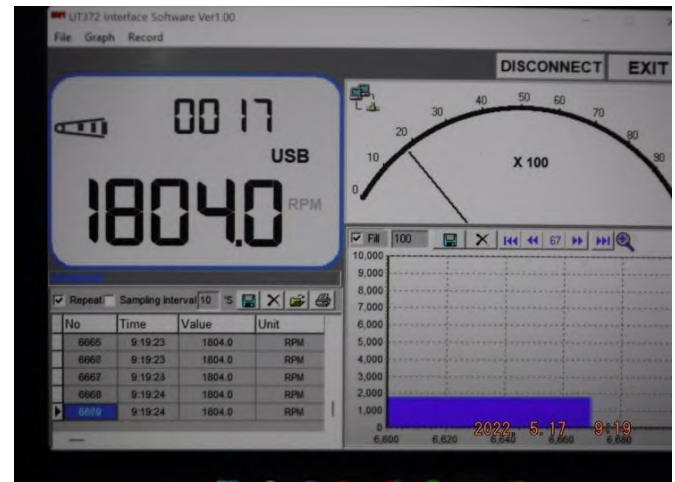 UT372 Interface Software Ver1.00
File Graph Record
DISCONNECT EXIT
0017
USB
1804.0 RPM
0 10 20 30 40 50 60 70 80 90
X 100
Fill 100 67
Repeat Sampling Interval 10 'S
No Time Value Unit
6665 9:19:23 1804.0 RPM
6666 9:19:23 1804.0 RPM
6667 9:19:23 1804.0 RPM
6668 9:19:24 1804.0 RPM
6669 9:19:24 1804.0 RPM
10,000
9,000
8,000
7,000
6,000
5,000
4,000
3,000
2,000
1,000
0
6,600 6,620 6,640 6,660 6,680
2022. 5.17 9:19